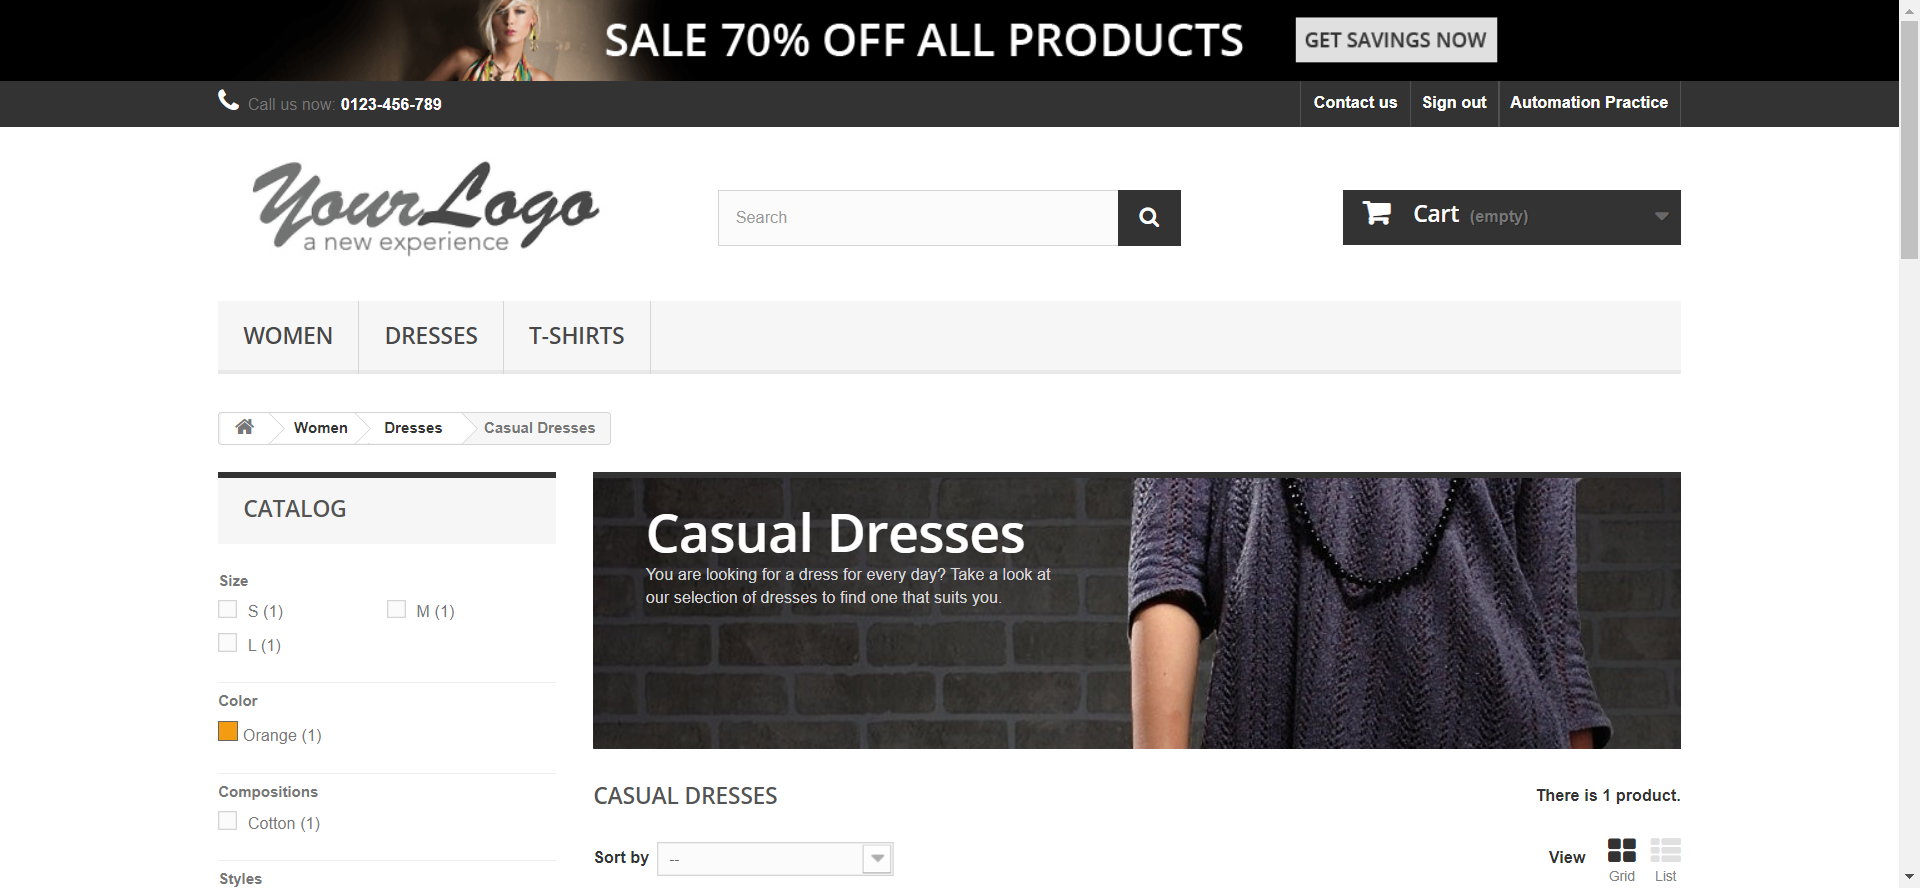 SALE 70% OFF ALL PRODUCTS
GET SAVINGS NOW
Call us now: 0123-456-789
Contact us
Sign out
Automation Practice
Your Logo
a new experience
Search
Cart (empty)
WOMEN
DRESSES
T-SHIRTS
Women
Dresses
Casual Dresses
CATALOG
Size
S (1)
M (1)
L (1)
Color
Orange (1)
Compositions
Cotton (1)
Styles
Casual Dresses
You are looking for a dress for every day? Take a look at
our selection of dresses to find one that suits you.
CASUAL DRESSES
There is 1 product.
Sort by
--
View
Grid
List